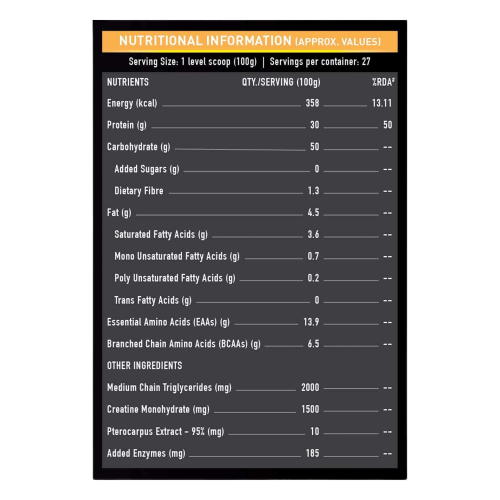 NUTRITIONAL INFORMATION (APPROX. VALUES)
Serving Size: 1 level scoop (100g) | Servings per container: 27
NUTRIENTS QTY./SERVING (100g) %RDA#
Energy (kcal) 358 13.11
Protein (g) 30 50
Carbohydrate (g) 50 --
Added Sugars (g) 0 --
Dietary Fibre 1.3 --
Fat (g) 4.5 --
Saturated Fatty Acids (g) 3.6 --
Mono Unsaturated Fatty Acids (g) 0.7 --
Poly Unsaturated Fatty Acids (g) 0.2 --
Trans Fatty Acids (g) 0 --
Essential Amino Acids (EAAs) (g) 13.9 --
Branched Chain Amino Acids (BCAAs) (g) 6.5 --
OTHER INGREDIENTS
Medium Chain Triglycerides (mg) 2000 --
Creatine Monohydrate (mg) 1500 --
Pterocarpus Extract - 95% (mg) 10 --
Added Enzymes (mg) 185 --